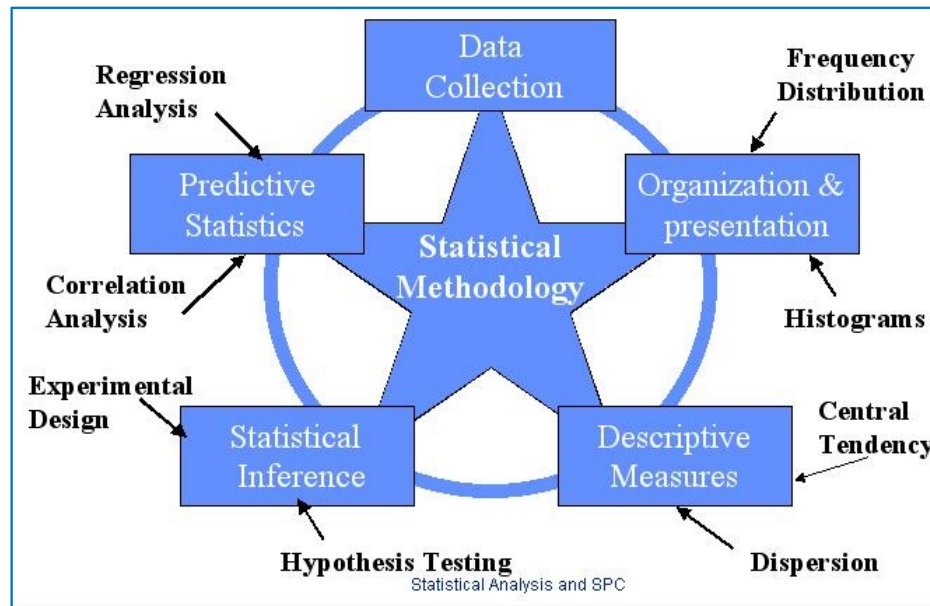 Data
Collection
Regression
Analysis
Frequency
Distribution
Predictive
Statistics
Organization &
presentation
Statistical
Methodology
Correlation
Analysis
Histograms
Experimental
Design
Statistical
Inference
Descriptive
Measures
Central
Tendency
Hypothesis Testing
Dispersion
Statistical Analysis and SPC